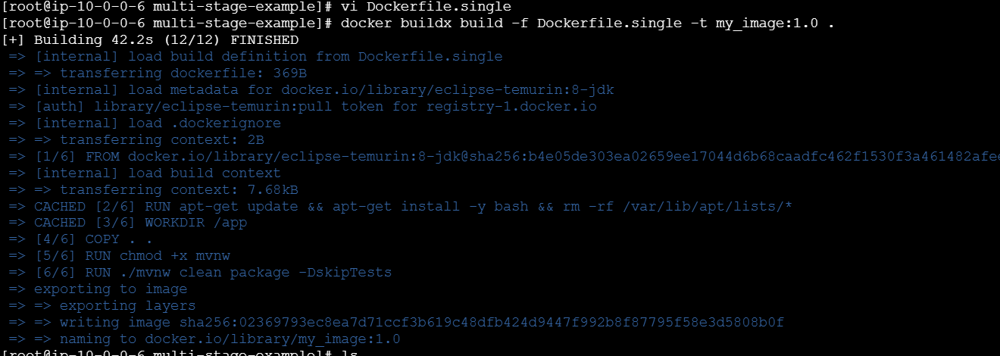 [root@ip-10-0-0-6 multi-stage-example]# vi Dockerfile.single
[root@ip-10-0-0-6 multi-stage-example]# docker buildx build -f Dockerfile.single -t my_image:1.0 .
[+] Building 42.2s (12/12) FINISHED
=> [internal] load build definition from Dockerfile.single
=> => transferring dockerfile: 369B
=> [internal] load metadata for docker.io/library/eclipse-temurin:8-jdk
=> [auth] library/eclipse-temurin:pull token for registry-1.docker.io
=> [internal] load .dockerignore
=> => transferring context: 2B
=> [1/6] FROM docker.io/library/eclipse-temurin:8-jdk@sha256:b4e05de303ea02659ee17044d6b68caadfc462f1530f3a461482afee
=> [internal] load build context
=> => transferring context: 7.68kB
=> CACHED [2/6] RUN apt-get update && apt-get install -y bash && rm -rf /var/lib/apt/lists/*
=> CACHED [3/6] WORKDIR /app
=> [4/6] COPY . .
=> [5/6] RUN chmod +x mvnw
=> [6/6] RUN ./mvnw clean package -DskipTests
=> exporting to image
=> => exporting layers
=> => writing image sha256:02369793ec8ea7d71ccf3b619c48dfb424d9447f992b8f87795f58e3d5808b0f
=> => naming to docker.io/library/my_image:1.0
[root@ip-10-0-0-6 multi-stage-example]# ls